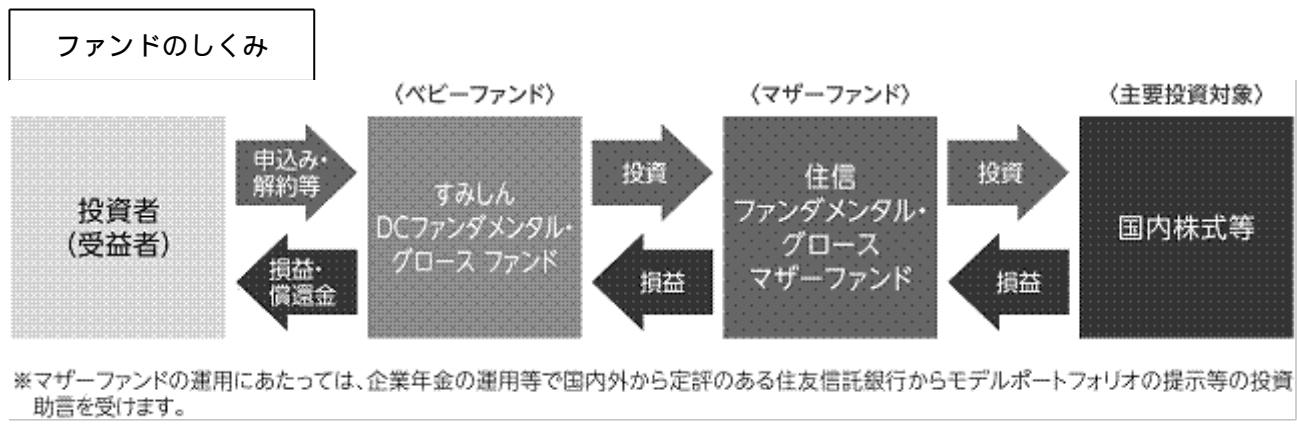 ファンドのしくみ
〈ベビーファンド〉
〈マザーファンド〉
〈主要投資対象〉
投資者
(受益者)
申込み・
解約等
損益・
償還金
すみしん
DCファンダメンタル・
グロース ファンド
投資
損益
住信
ファンダメンタル・
グロース
マザーファンド
投資
損益
国内株式等
※マザーファンドの運用にあたっては、企業年金の運用等で国内外から定評のある住友信託銀行からモデルポートフォリオの提示等の投資
助言を受けます。